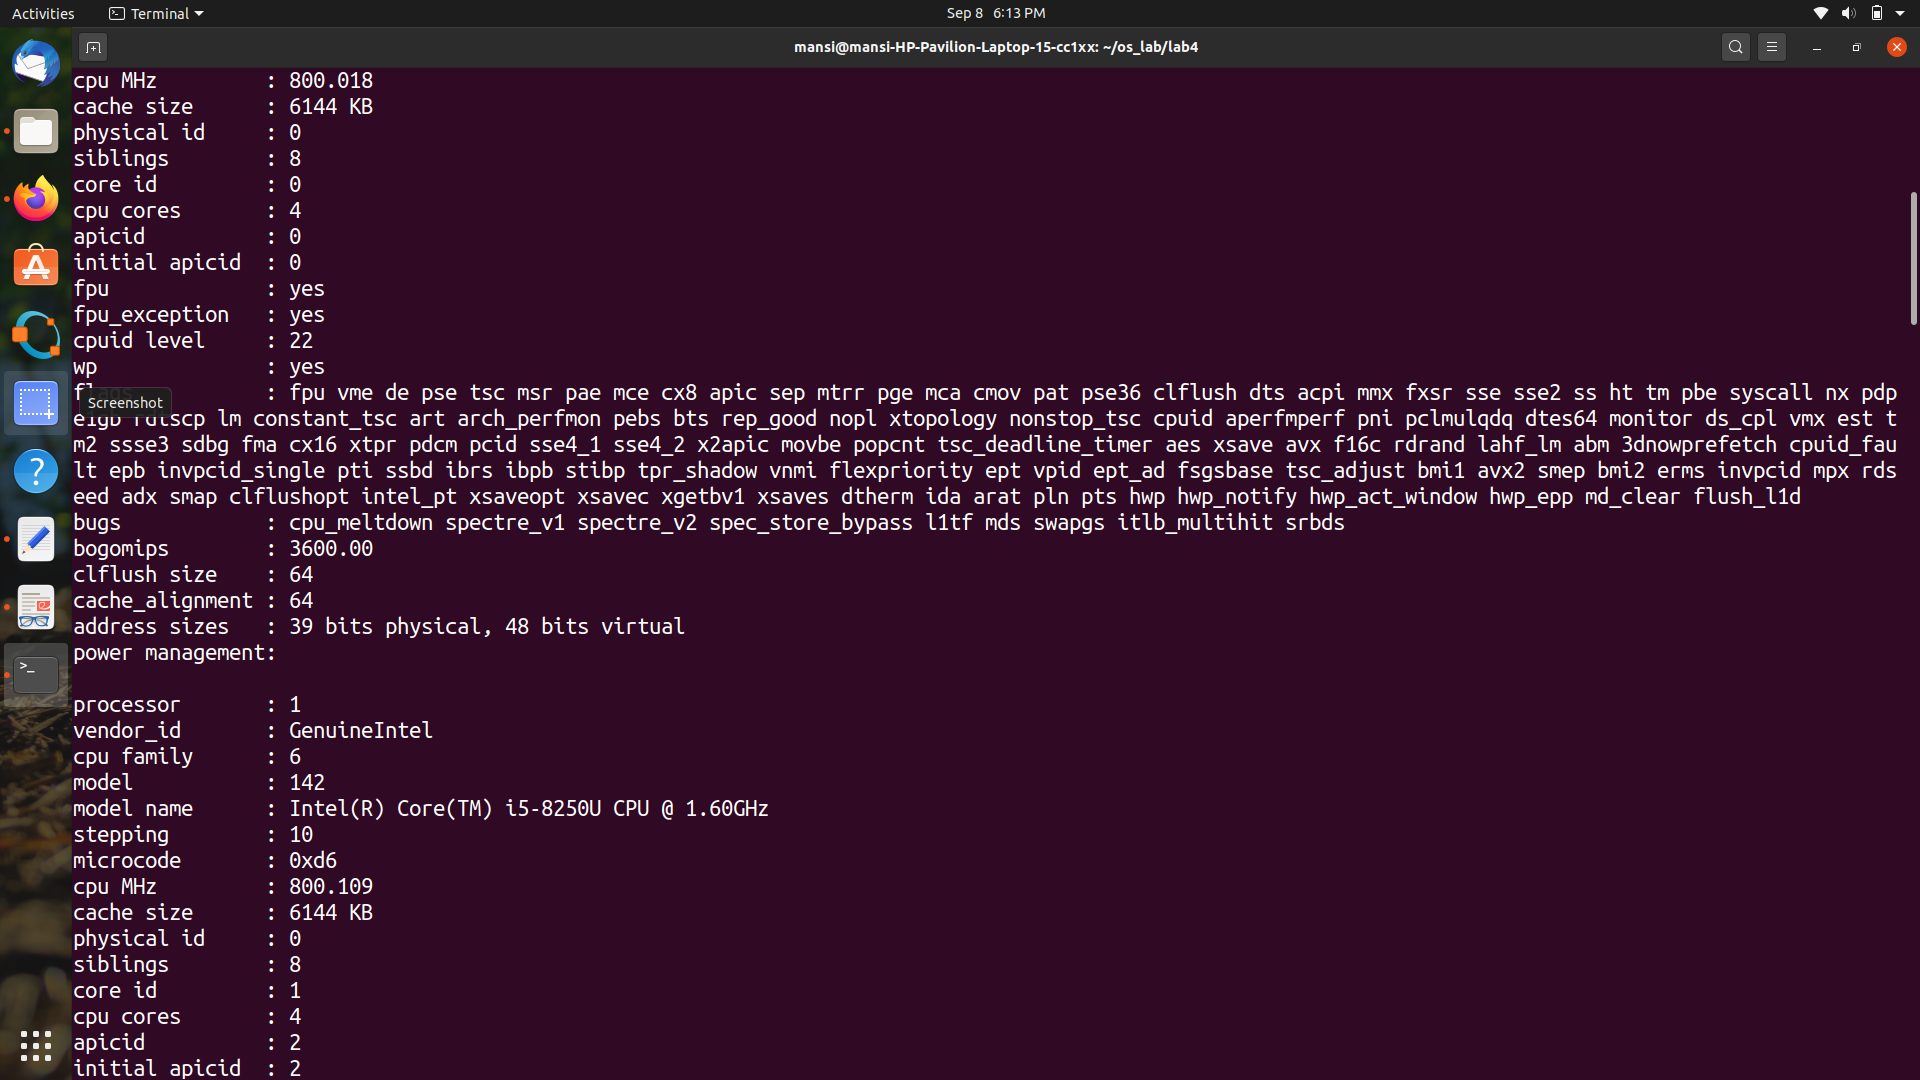 Activities
Terminal
Sep 8 6:13 PM
mansi@mansi-HP-Pavilion-Laptop-15-cc1xx: ~/os_lab/lab4
cpu MHz : 800.018
cache size : 6144 KB
physical id : 0
siblings : 8
core id : 0
cpu cores : 4
apicid : 0
initial apicid : 0
fpu : yes
fpu_exception : yes
cpuid level : 22
wp : yes
flags : fpu vme de pse tsc msr pae mce cx8 apic sep mtrr pge mca cmov pat pse36 clflush dts acpi mmx fxsr sse sse2 ss ht tm pbe syscall nx pdp
Screenshot
e1gb rdtscp lm constant_tsc art arch_perfmon pebs bts rep_good nopl xtopology nonstop_tsc cpuid aperfmperf pni pclmulqdq dtes64 monitor ds_cpl vmx est t
m2 ssse3 sdbg fma cx16 xtpr pdcm pcid sse4_1 sse4_2 x2apic movbe popcnt tsc_deadline_timer aes xsave avx f16c rdrand lahf_lm abm 3dnowprefetch cpuid_fau
lt epb invpcid_single pti ssbd ibrs ibpb stibp tpr_shadow vnmi flexpriority ept vpid ept_ad fsgsbase tsc_adjust bmi1 avx2 smep bmi2 erms invpcid mpx rds
eed adx smap clflushopt intel_pt xsaveopt xsavec xgetbv1 xsaves dtherm ida arat pln pts hwp hwp_notify hwp_act_window hwp_epp md_clear flush_l1d
bugs : cpu_meltdown spectre_v1 spectre_v2 spec_store_bypass l1tf mds swapgs itlb_multihit srbds
bogomips : 3600.00
clflush size : 64
cache_alignment : 64
address sizes : 39 bits physical, 48 bits virtual
power management:
processor : 1
vendor_id : GenuineIntel
cpu family : 6
model : 142
model name : Intel(R) Core(TM) i5-8250U CPU @ 1.60GHz
stepping : 10
microcode : 0xd6
cpu MHz : 800.109
cache size : 6144 KB
physical id : 0
siblings : 8
core id : 1
cpu cores : 4
apicid : 2
initial apicid : 2